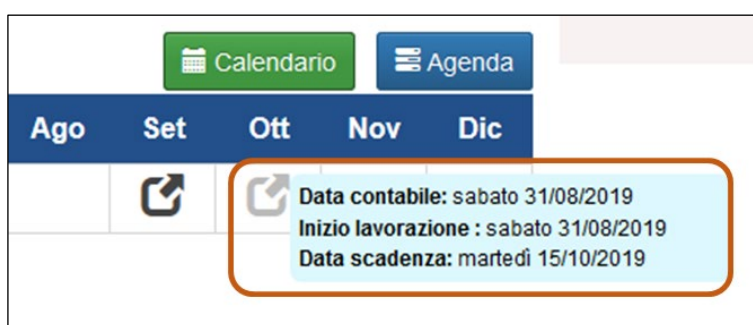 Calendario Agenda
Ago Set Ott Nov Dic
Data contabile: sabato 31/08/2019
Inizio lavorazione : sabato 31/08/2019
Data scadenza: martedì 15/10/2019